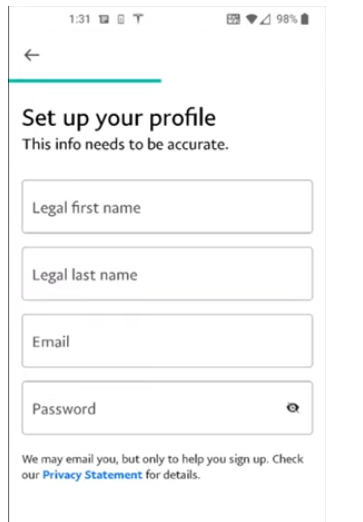 1:31
98%
Set up your profile
This info needs to be accurate.
Legal first name
Legal last name
Email
Password
We may email you, but only to help you sign up. Check
our Privacy Statement for details.